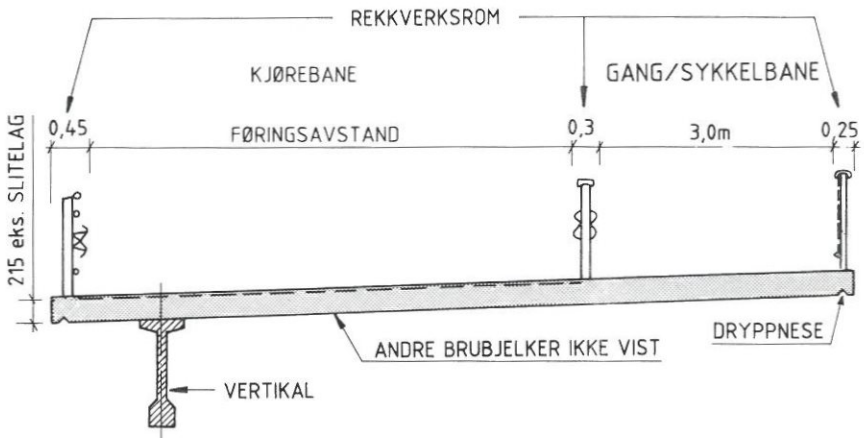 REKKVERKSROM
KJØREBANE
GANG/SYKKELBANE
0,45
FØRINGSAVSTAND
0,3
3,0m
0,25
215 eks. SLITELAG
ANDRE BRUBJELKER IKKE VIST
DRYPPNESE
VERTIKAL